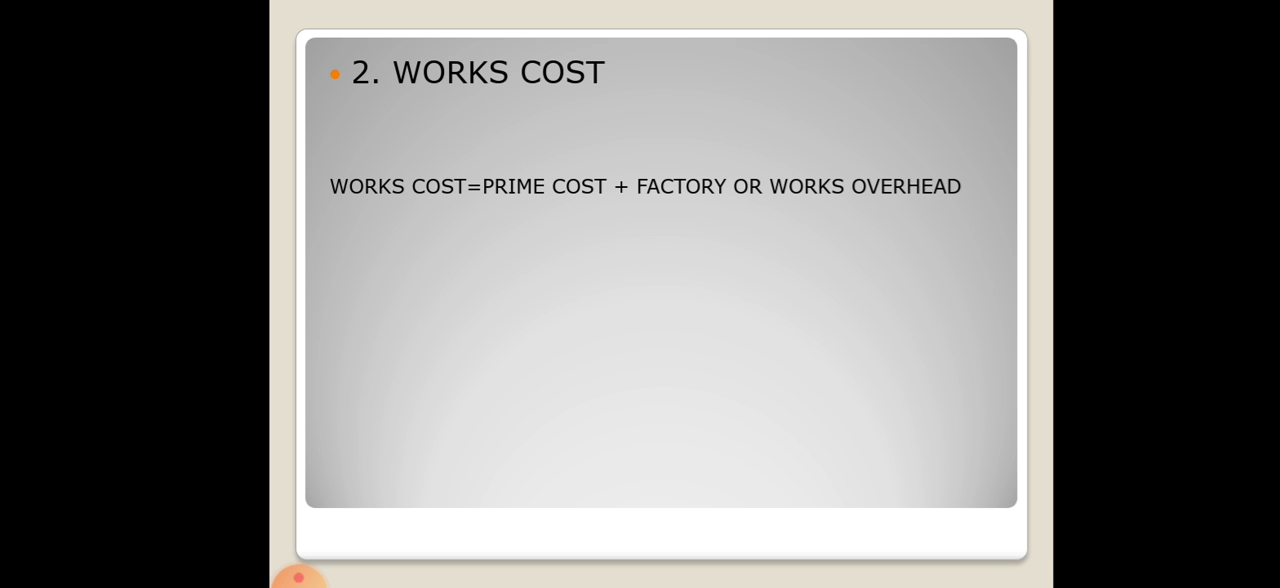 2. WORKS COST
WORKS COST=PRIME COST + FACTORY OR WORKS OVERHEAD